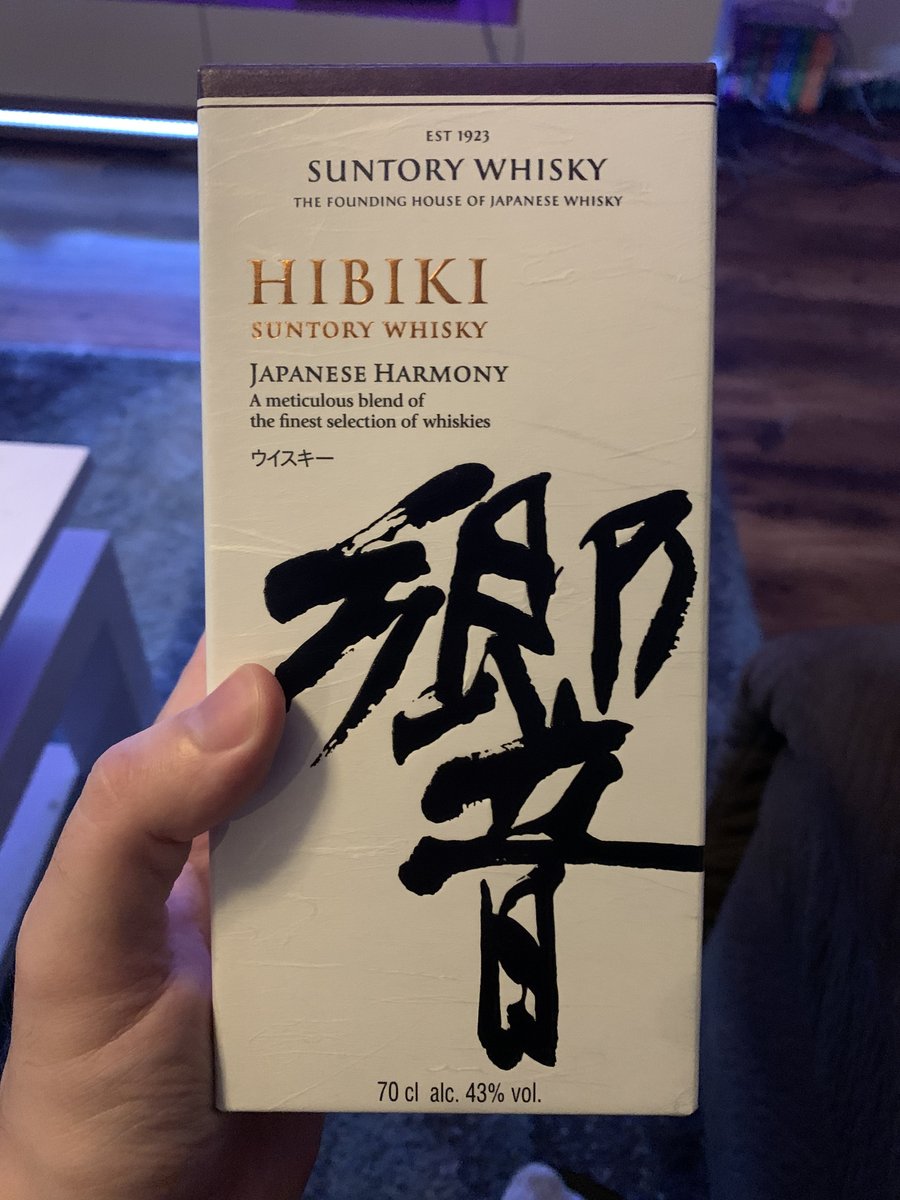 EST 1923
SUNTORY WHISKY
THE FOUNDING HOUSE OF JAPANESE WHISKY
HIBIKI
SUNTORY WHISKY
JAPANESE HARMONY
A meticulous blend of
the finest selection of whiskies
ウイスキー
響
70 cl alc. 43% vol.